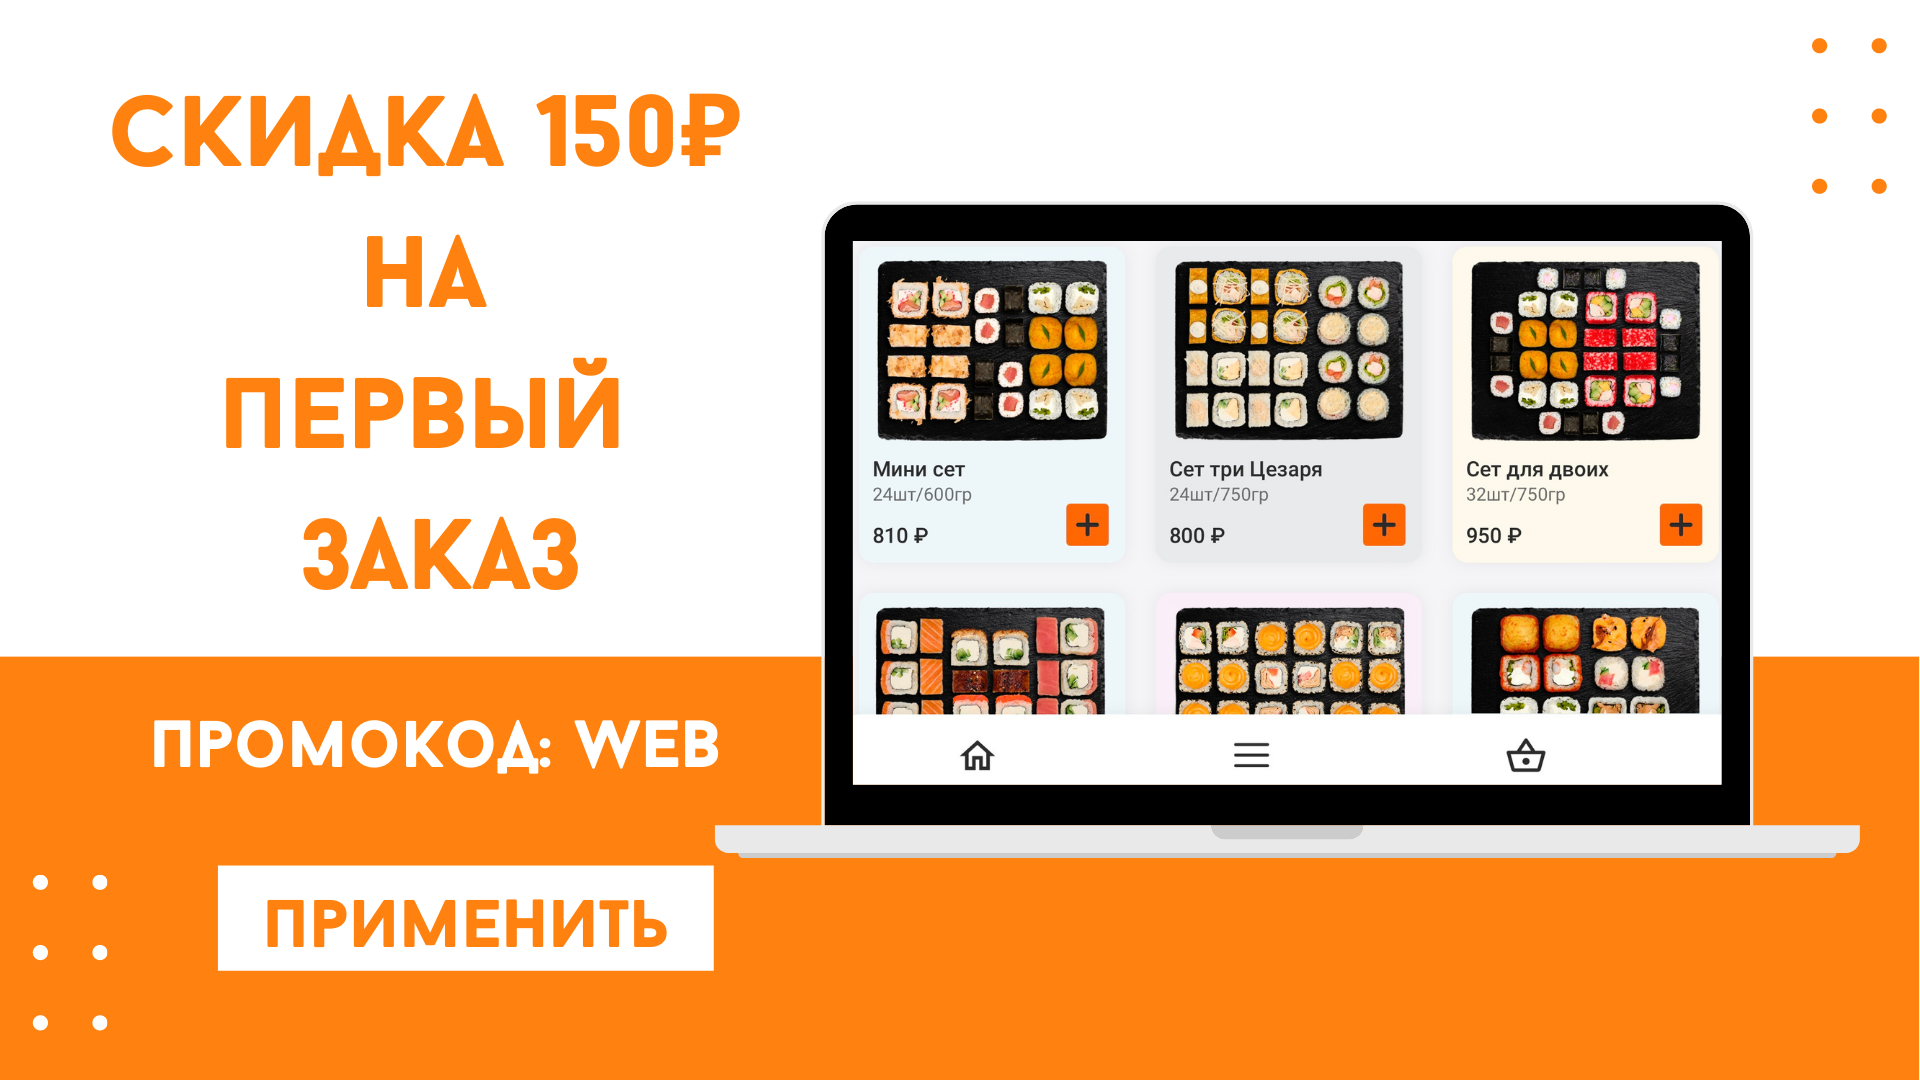 СКИДКА 150₽
НА
ПЕРВЫЙ
ЗАКАЗ
ПРОМОКОД: WEB
ПРИМЕНИТЬ
Мини сет
24шт/600гр
810 ₽
Сет три Цезаря
24шт/750гр
800 ₽
Сет для двоих
32шт/750гр
950 ₽